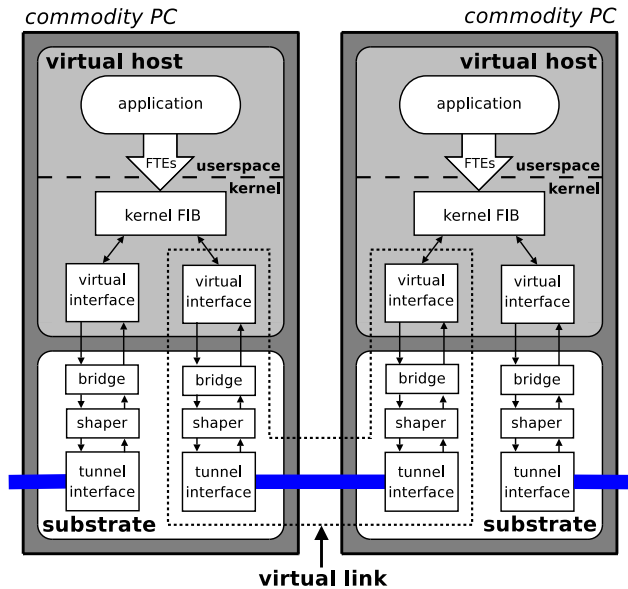 commodity PC
virtual host
application
FTEs
userspace
kernel
kernel FIB
virtual
interface
virtual
interface
bridge
bridge
shaper
shaper
tunnel
interface
tunnel
interface
substrate
commodity PC
virtual host
application
FTEs
userspace
kernel
kernel FIB
virtual
interface
virtual
interface
bridge
bridge
shaper
shaper
tunnel
interface
tunnel
interface
substrate
virtual link